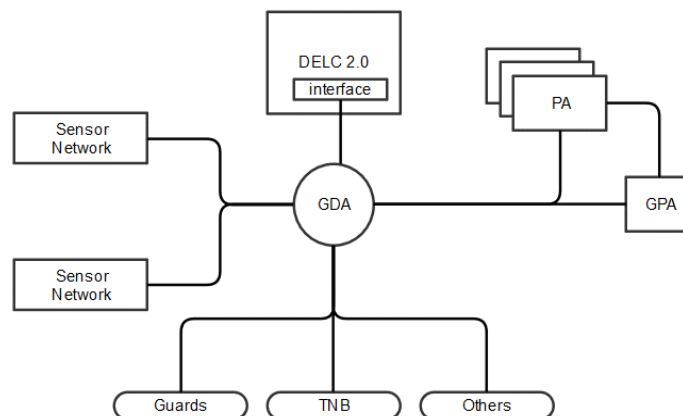 DELC 2.0
interface
PA
Sensor
Network
GDA
GPA
Sensor
Network
Guards
TNB
Others